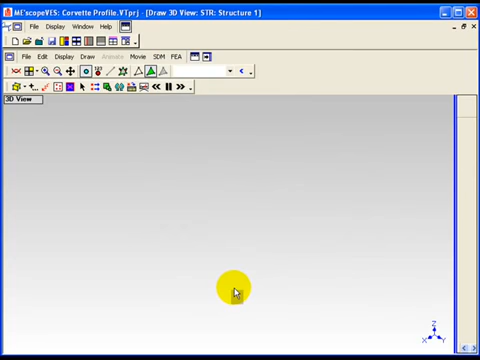 ME'scopeVES: Corvette Profile.VTprj - [Draw 3D View: STR: Structure 1]
File Display Window Help
File Edit Display Draw Animate Movie SDM FEA
3D View
Z
X Y